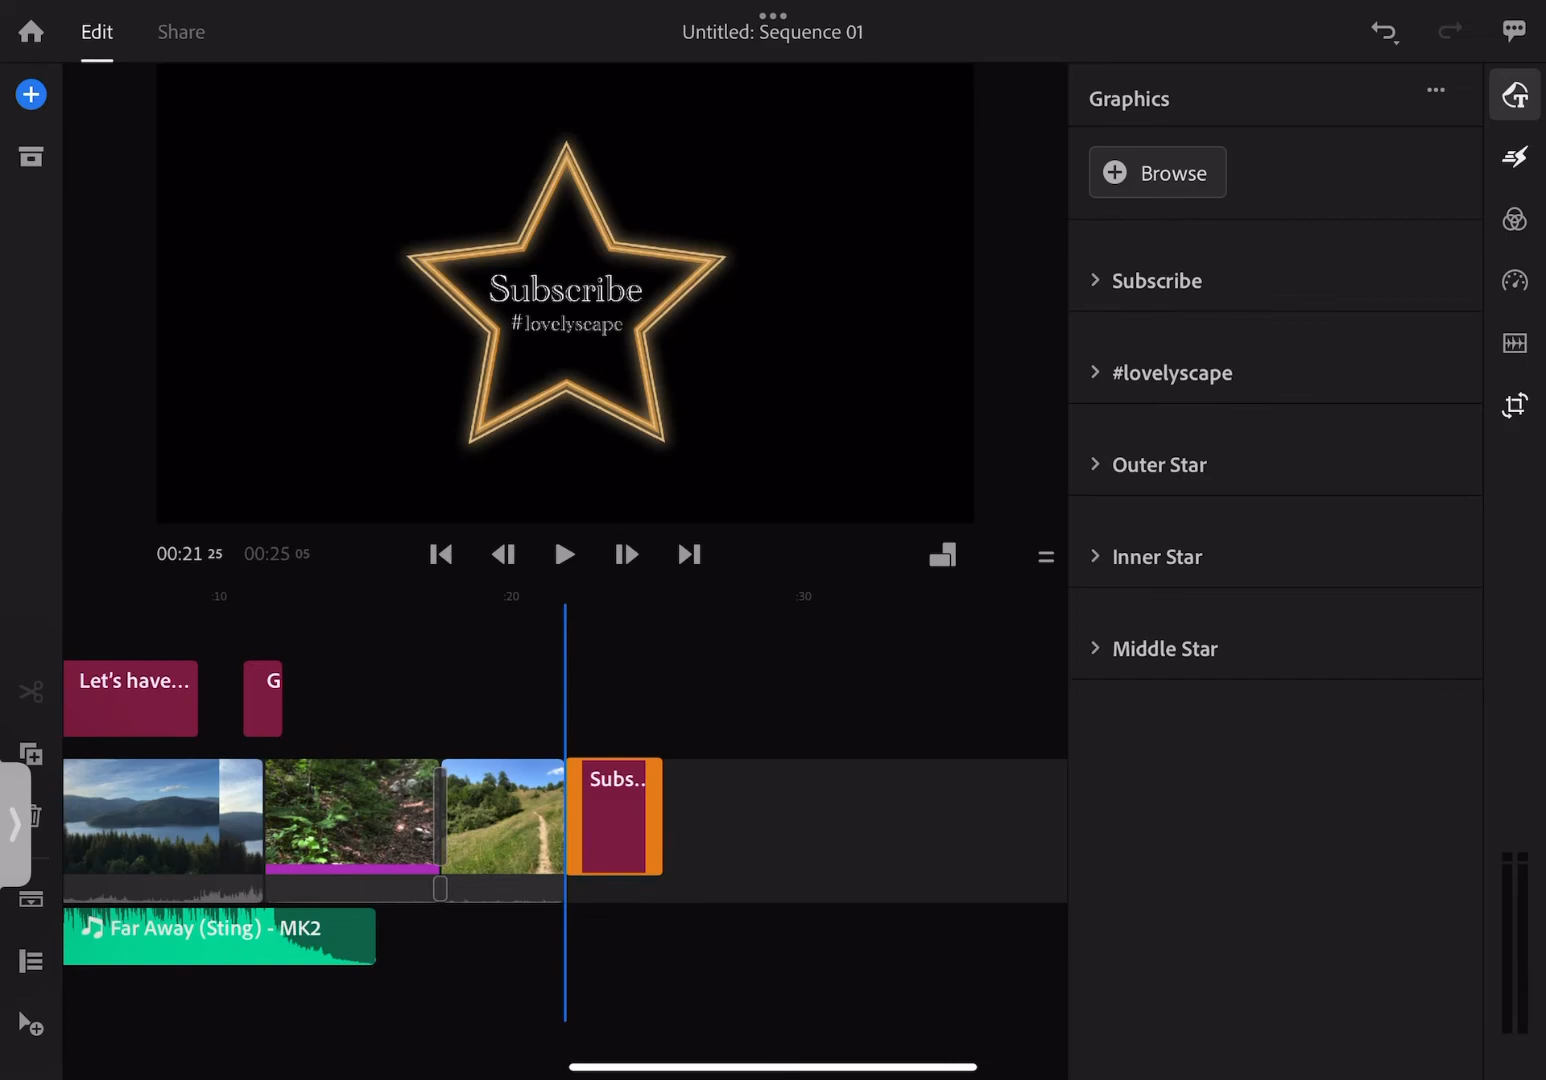 Edit
Share
Untitled: Sequence 01
Graphics
Browse
Subscribe
#lovelyscape
Subscribe
#lovelyscape
Outer Star
Inner Star
Middle Star
00:21 25
00:25 05
:10
:20
:30
Let's have...
G
Subs..
Far Away (Sting) - MK2